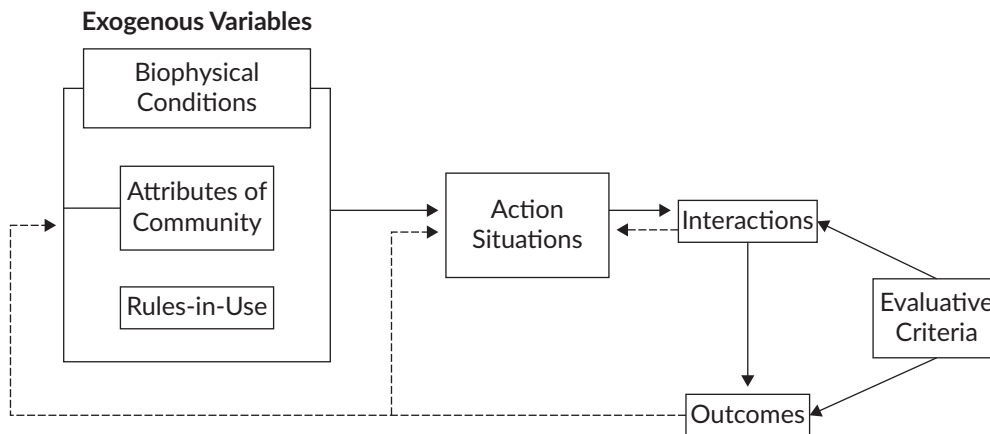 Exogenous Variables
Biophysical
Conditions
Attributes of
Community
Rules-in-Use
Action
Situations
Interactions
Evaluative
Criteria
Outcomes